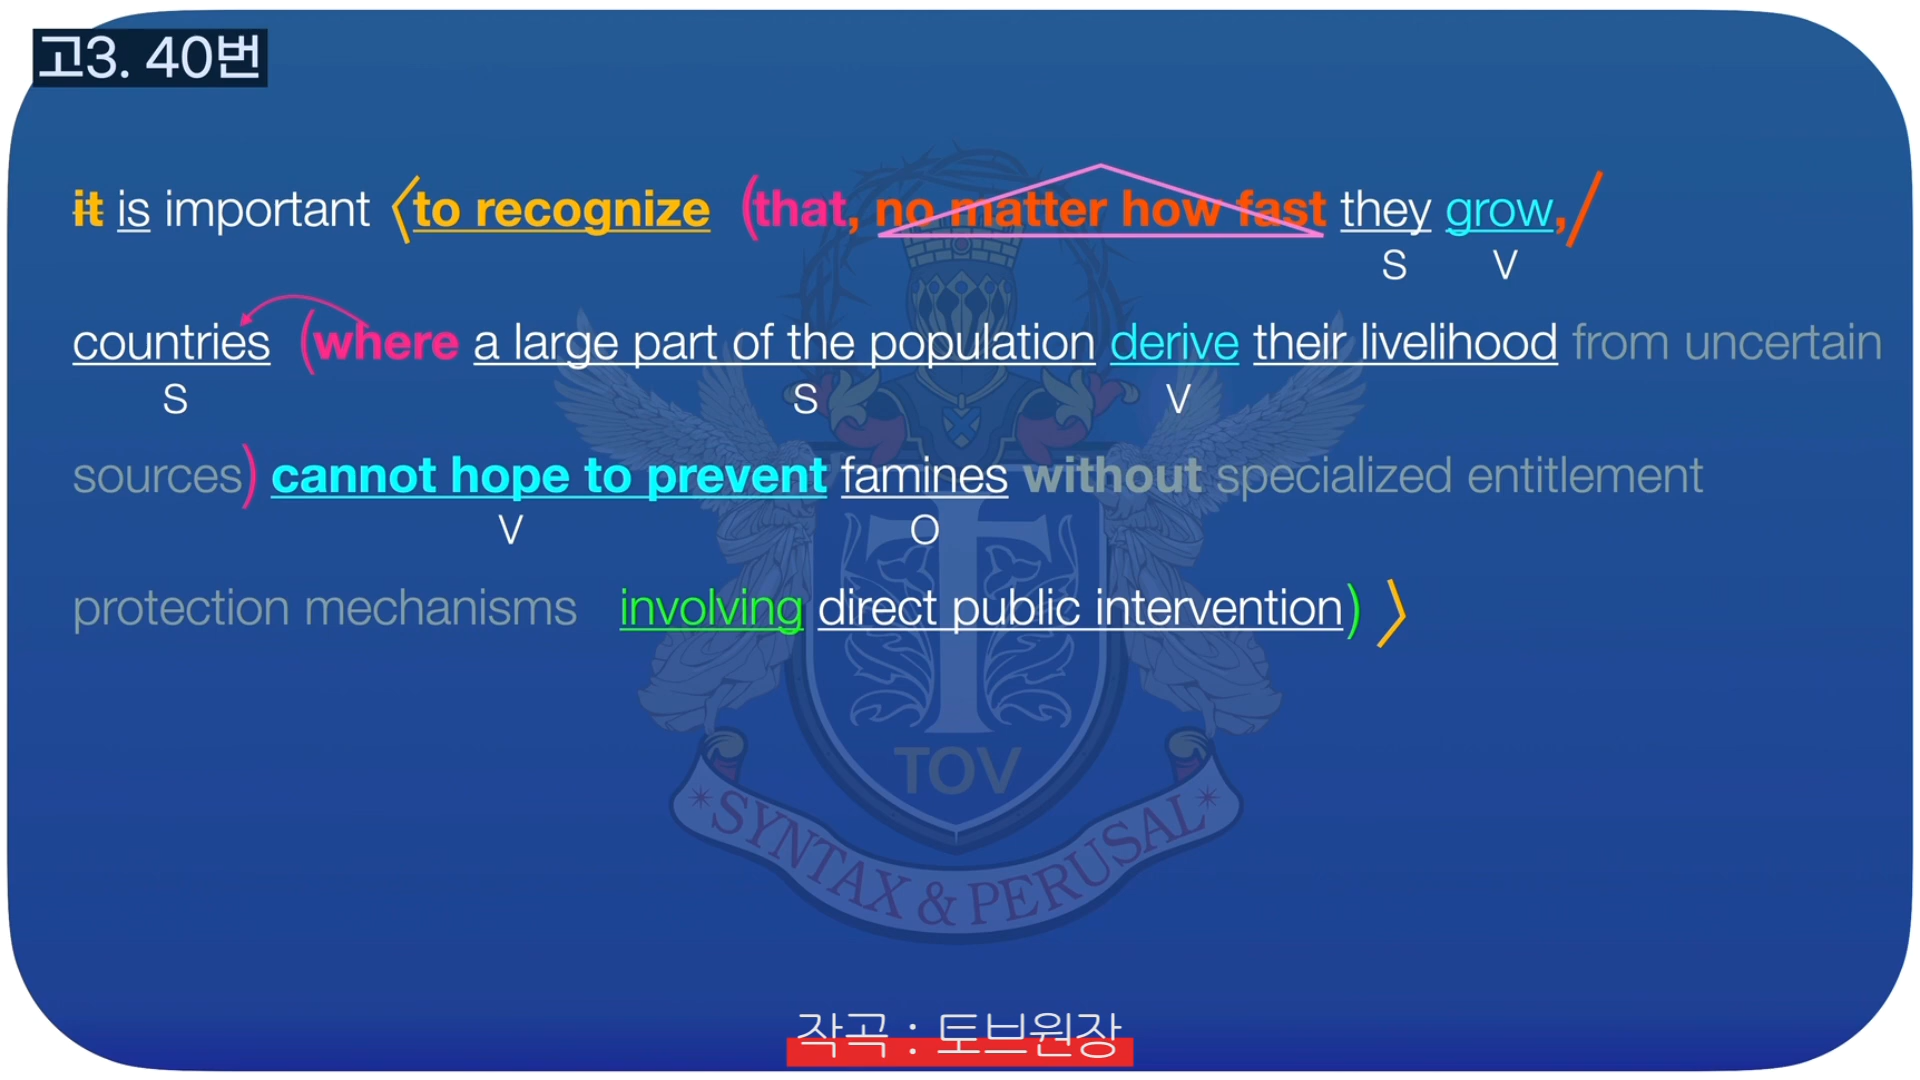 고3. 40번
it is important 〈to recognize (that, no matter how fast they grow,/
S V
countries (where a large part of the population derive their livelihood from uncertain
S S V
sources) cannot hope to prevent famines without specialized entitlement
V O
protection mechanisms involving direct public intervention) 〉
TOV
*SYNTAX & PERUSAL*
작곡 : 토브원장